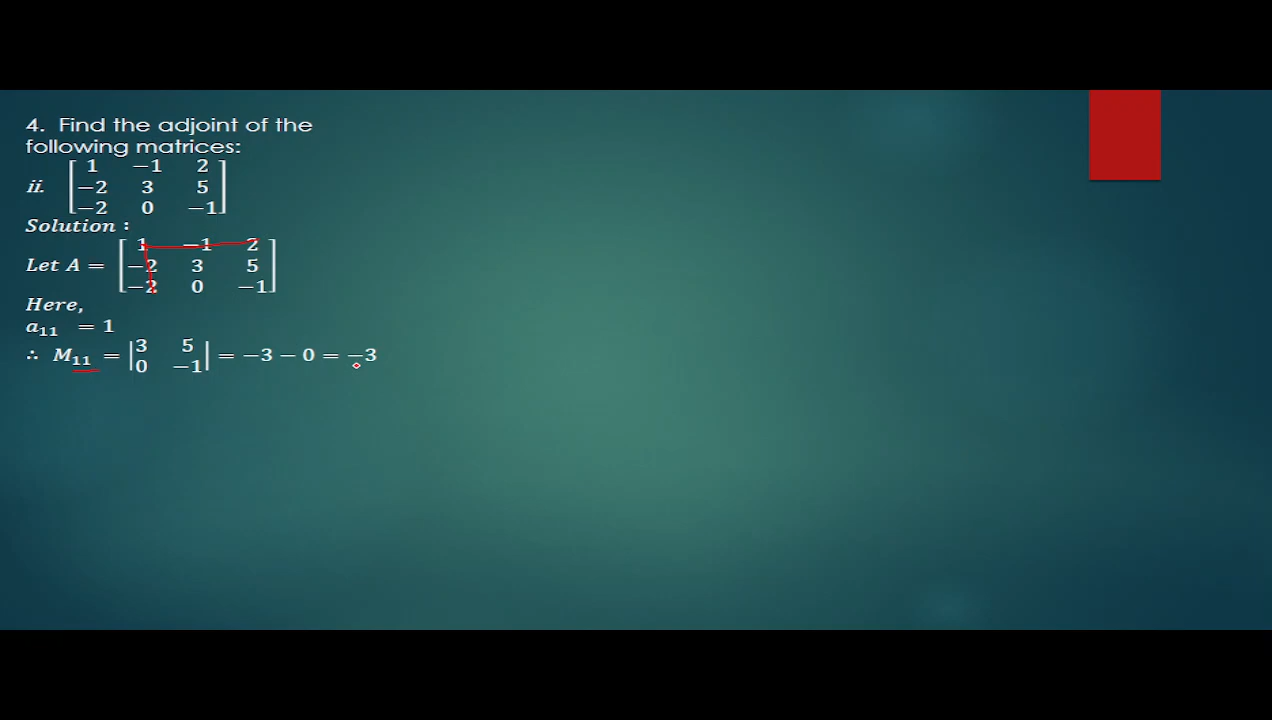 4. Find the adjoint of the
following matrices:
ii. [1 −1 2
−2 3 5
−2 0 −1]
Solution :
Let A = [1 −1 2
−2 3 5
−2 0 −1]
Here,
a₁₁ = 1
∴ M₁₁ = |3 5
0 −1| = −3 − 0 = −3